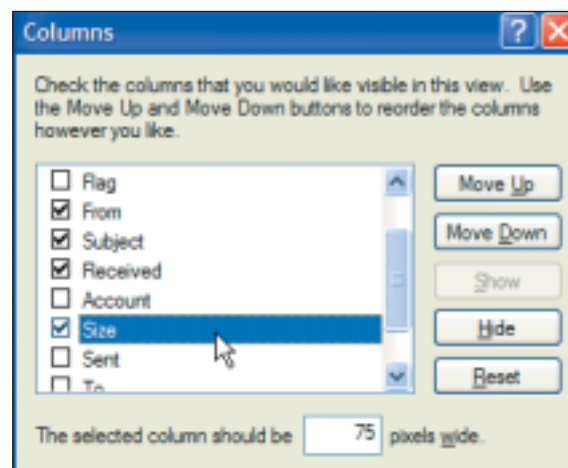 Columns
Check the columns that you would like visible in this view. Use
the Move Up and Move Down buttons to reorder the columns
however you like.
Flag
From
Subject
Received
Account
Size
Sent
To
Move Up
Move Down
Show
Hide
Reset
The selected column should be 75 pixels wide.